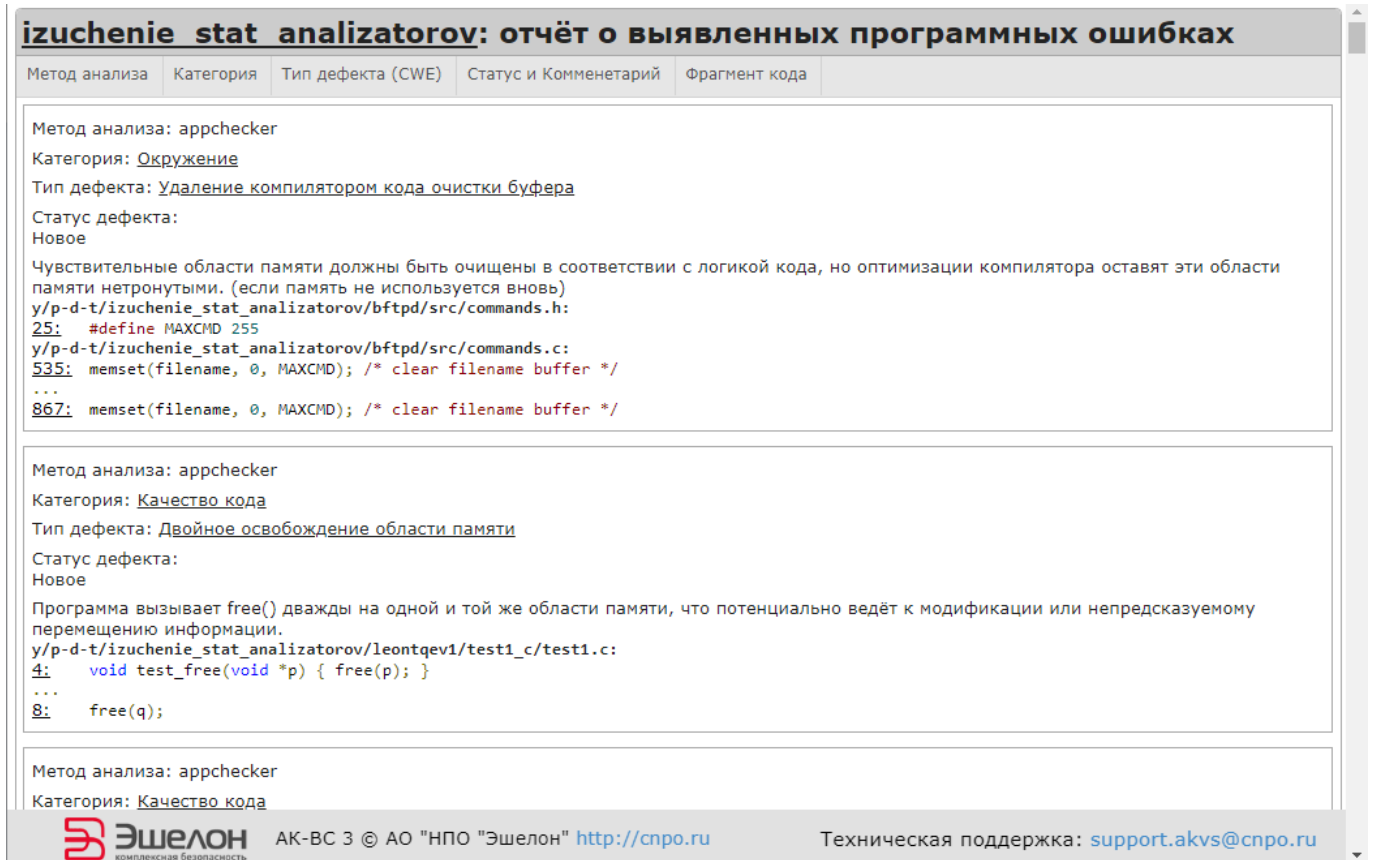 izuchenie_stat_analizatorov: отчёт о выявленных программных ошибках
Метод анализа Категория Тип дефекта (CWE) Статус и Комменетарий Фрагмент кода
Метод анализа: appchecker
Категория: Окружение
Тип дефекта: Удаление компилятором кода очистки буфера
Статус дефекта:
Новое
Чувствительные области памяти должны быть очищены в соответствии с логикой кода, но оптимизации компилятора оставят эти области
памяти нетронутыми. (если память не используется вновь)
y/p-d-t/izuchenie_stat_analizatorov/bftpd/src/commands.h:
25: #define MAXCMD 255
y/p-d-t/izuchenie_stat_analizatorov/bftpd/src/commands.c:
535: memset(filename, 0, MAXCMD); /* clear filename buffer */
...
867: memset(filename, 0, MAXCMD); /* clear filename buffer */
Метод анализа: appchecker
Категория: Качество кода
Тип дефекта: Двойное освобождение области памяти
Статус дефекта:
Новое
Программа вызывает free() дважды на одной и той же области памяти, что потенциально ведёт к модификации или непредсказуемому
перемещению информации.
y/p-d-t/izuchenie_stat_analizatorov/leontqev1/test1_c/test1.c:
4: void test_free(void *p) { free(p); }
...
8: free(q);
Метод анализа: appchecker
Категория: Качество кода
Эшелон АК-ВС 3 © АО "НПО "Эшелон" http://cnpo.ru Техническая поддержка: support.akvs@cnpo.ru
комплексная безопасность